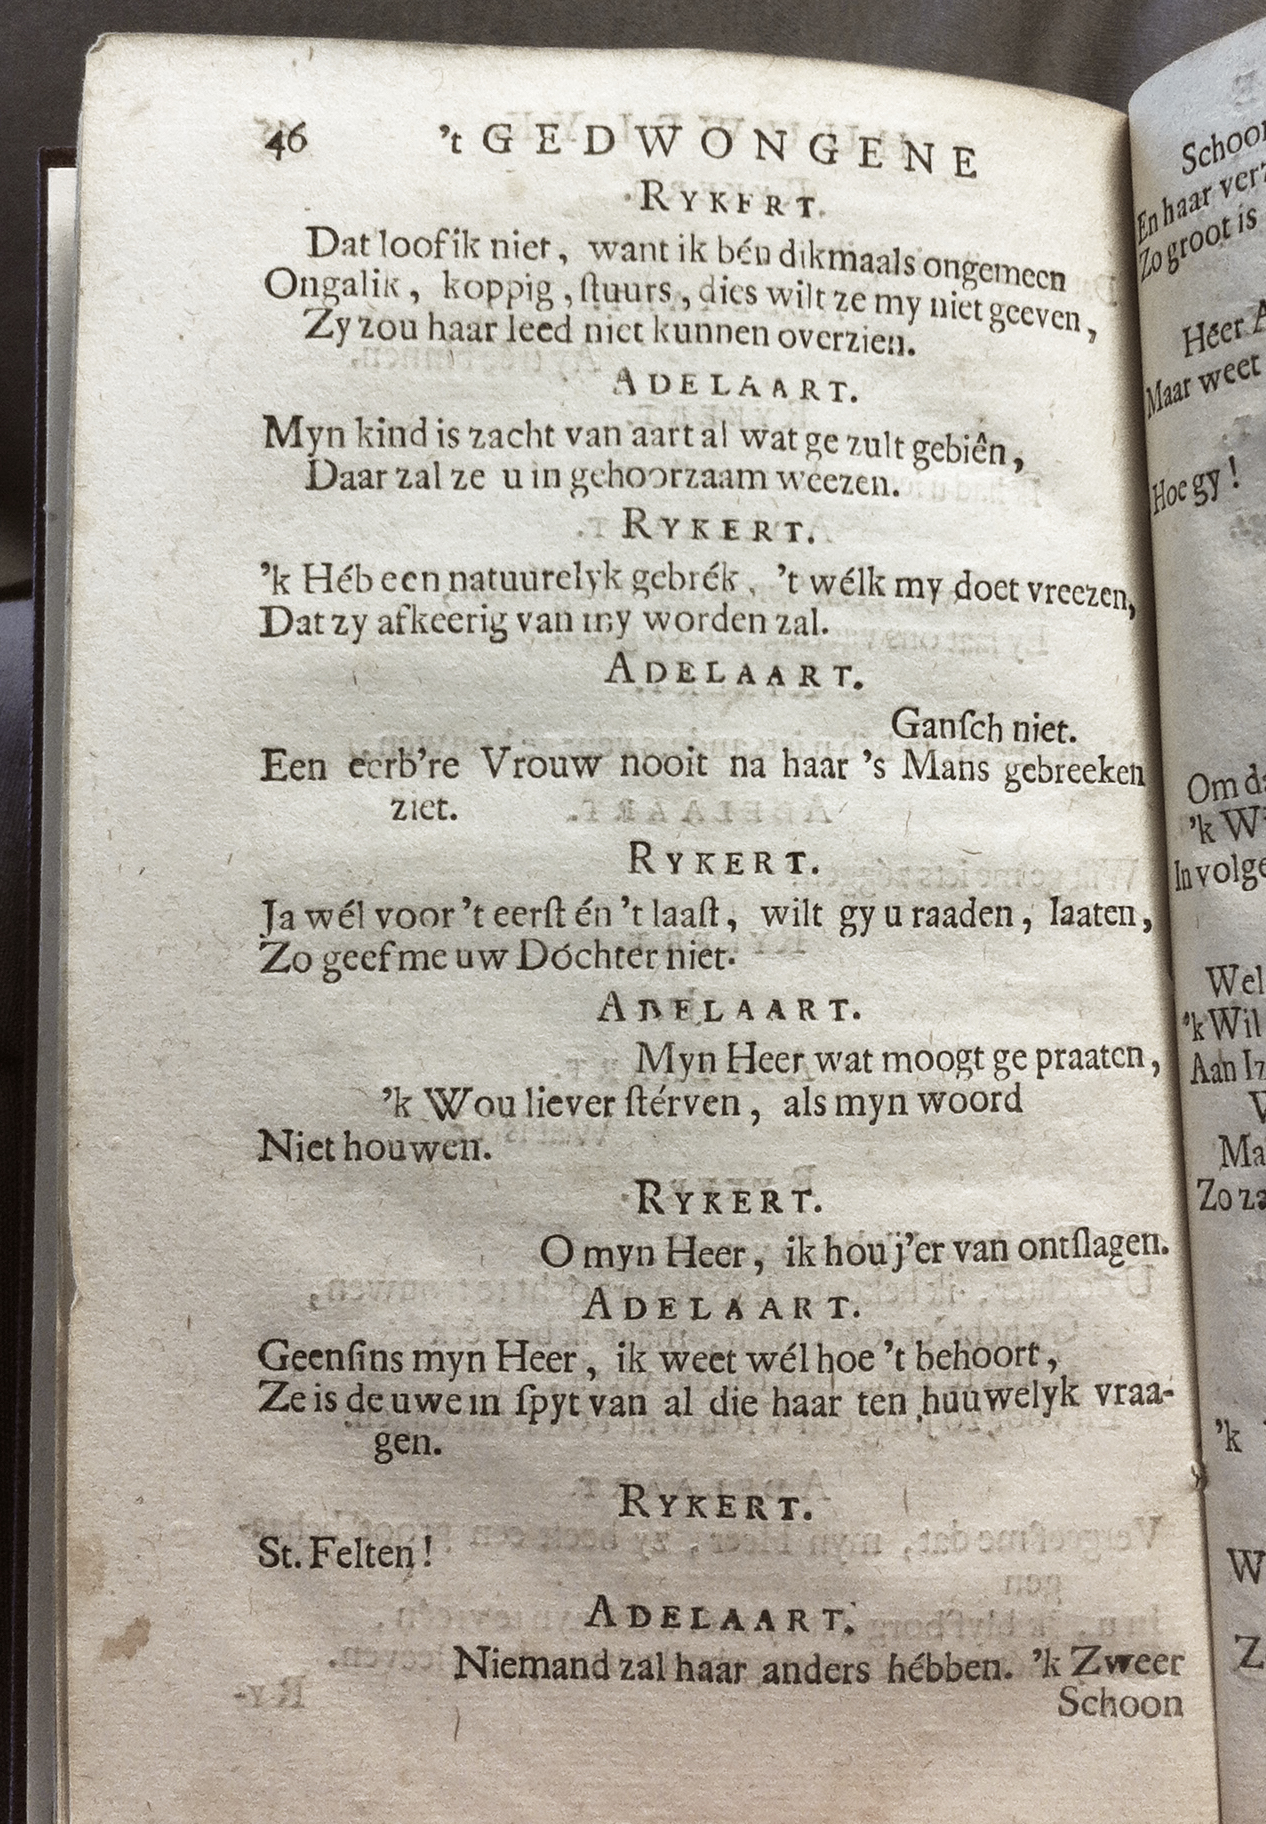 46 't GEDWONGENE
RYKERT.
Dat loof ik niet, want ik bén dikmaals ongemeen
Ongalik, koppig, ſtuurs, dies wilt ze my niet geeven,
Zy zou haar leed niet kunnen overzien.
ADELAART.
Myn kind is zacht van aart al wat ge zult gebiên,
Daar zal ze u in gehoorzaam weezen.
RYKERT.
'k Héb een natuurelyk gebrék, 't wélk my doet vreezen,
Dat zy afkeerig van my worden zal.
ADELAART.
Ganſch niet.
Een eerb're Vrouw nooit na haar 's Mans gebreeken
ziet.
RYKERT.
Ja wél voor 't eerſt én 't laaſt, wilt gy u raaden, laaten,
Zo geef me uw Dóchter niet.
ADELAART.
Myn Heer wat moogt ge praaten,
'k Wou liever ſtérven, als myn woord
Niet houwen.
RYKERT.
O myn Heer, ik hou j'er van ontſlagen.
ADELAART.
Geenſins myn Heer, ik weet wél hoe 't behoort,
Ze is de uwe in ſpyt van al die haar ten huuwelyk vraa-
gen.
RYKERT.
St. Felten!
ADELAART.
Niemand zal haar anders hébben. 'k Zweer
Schoon
Schoon
En haar
Zo groot is
Héer
Maar weet
Hoe gy!
Om
'k
In volge
Wel
'k Wil
Aan
Ma
Zo
'k
W
Z